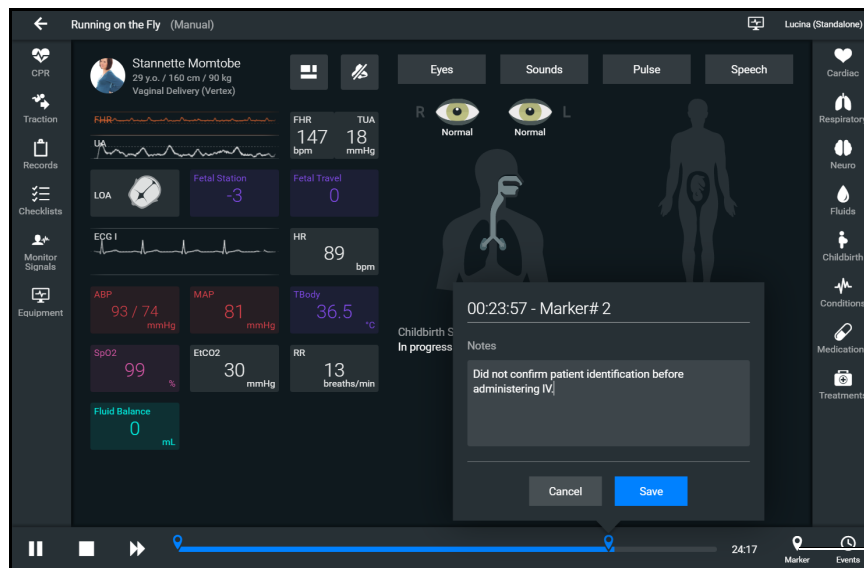 Running on the Fly (Manual)
Lucina (Standalone)
CPR
Traction
Records
Checklists
Monitor
Signals
Equipment
Stannette Momtobe
29 y.o. / 160 cm / 90 kg
Vaginal Delivery (Vertex)
FHR
UA
FHR
TUA
147
18
bpm
mmHg
LOA
Fetal Station
-3
Fetal Travel
0
ECG I
HR
89
bpm
ABP
93 / 74
mmHg
MAP
81
mmHg
TBody
36.5
°C
SpO2
99
%
EtCO2
30
mmHg
RR
13
breaths/min
Fluid Balance
0
mL
Eyes
Sounds
Pulse
Speech
R
L
Normal
Normal
Childbirth S
In progress
00:23:57 - Marker# 2
Notes
Did not confirm patient identification before
administering IV.
Cancel
Save
Cardiac
Respiratory
Neuro
Fluids
Childbirth
Conditions
Medication
Treatments
24:17
Marker
Events